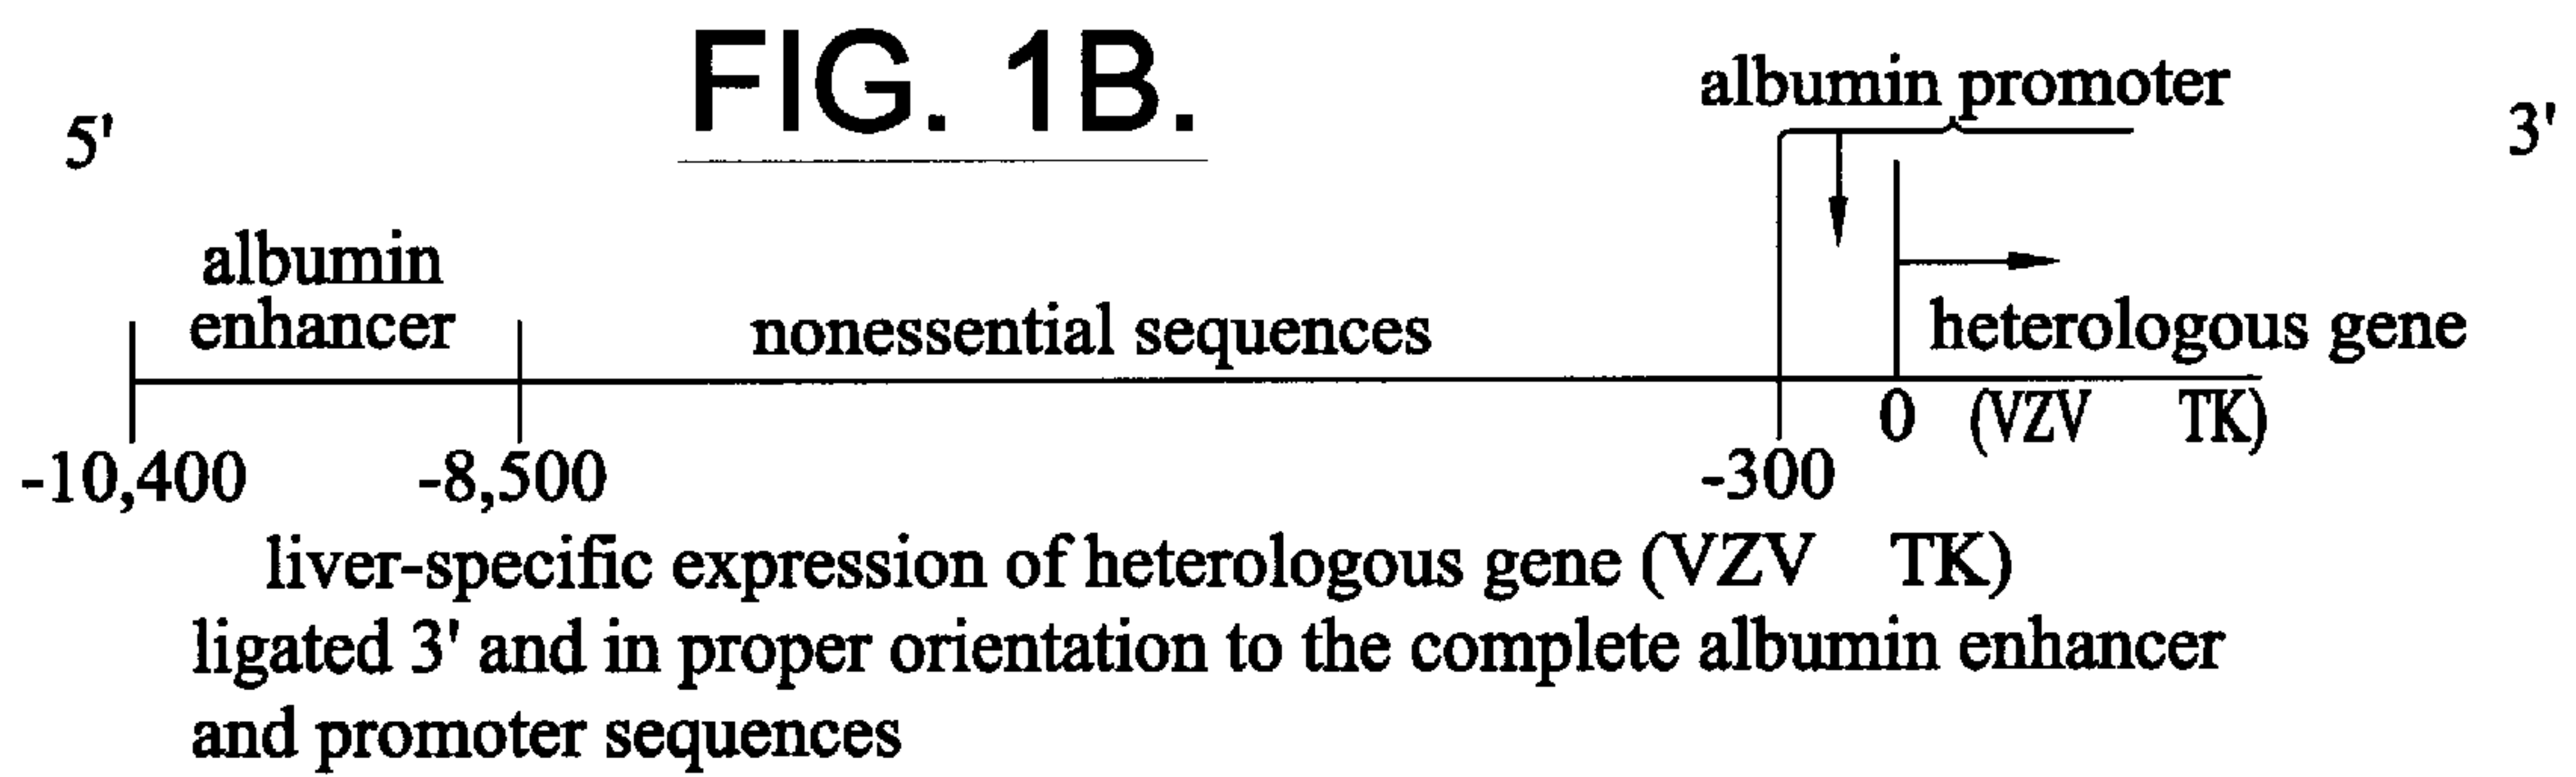 FIG. 1B.
albumin promoter
5'
3'
albumin
enhancer
nonessential sequences
heterologous gene
0 (VZV TK)
-10,400 -8,500 -300
liver-specific expression of heterologous gene (VZV TK)
ligated 3' and in proper orientation to the complete albumin enhancer
and promoter sequences